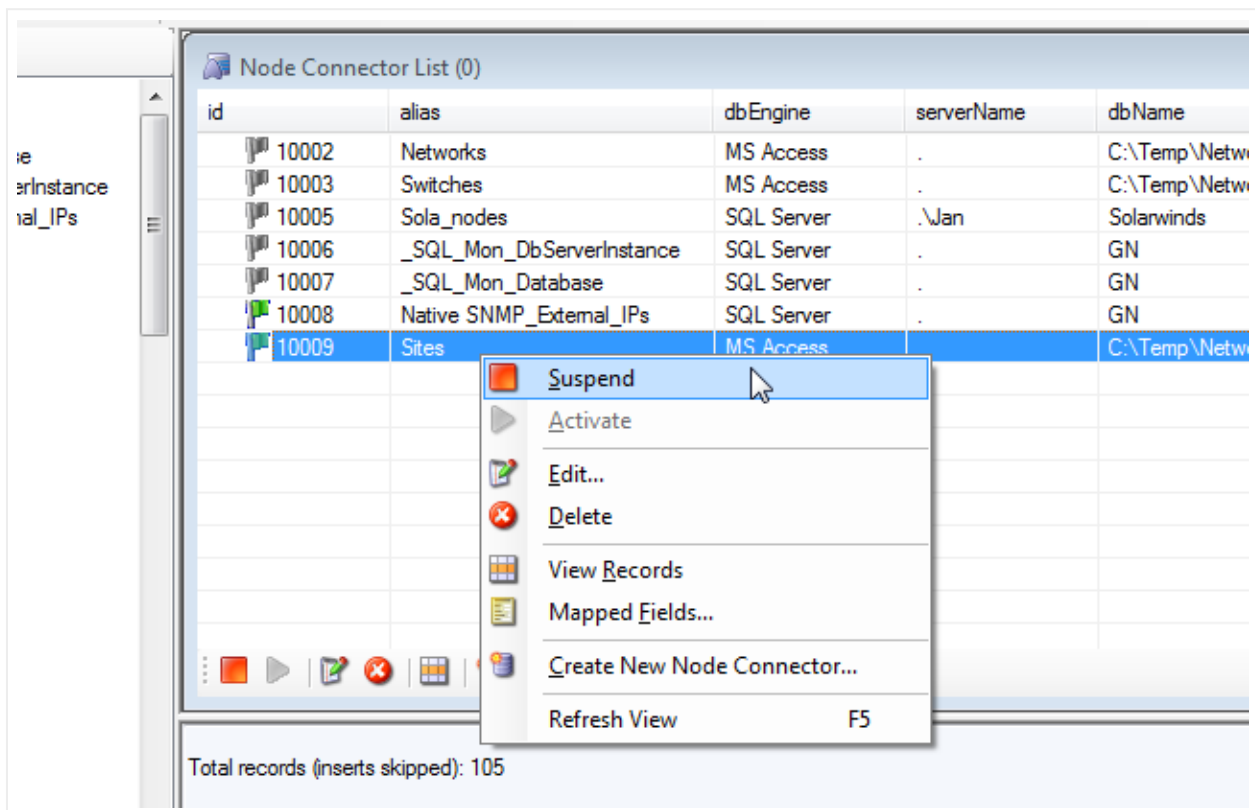 Node Connector List (0)
id alias dbEngine serverName dbName
10002 Networks MS Access . C:\Temp\Netw
10003 Switches MS Access . C:\Temp\Netw
10005 Sola_nodes SQL Server .\Jan Solarwinds
10006 _SQL_Mon_DbServerInstance SQL Server . GN
10007 _SQL_Mon_Database SQL Server . GN
10008 Native SNMP_External_IPs SQL Server . GN
10009 Sites MS Access C:\Temp\Netw
se
erInstance
nal_IPs
Suspend
Activate
Edit...
Delete
View Records
Mapped Fields...
Create New Node Connector...
Refresh View F5
Total records (inserts skipped): 105